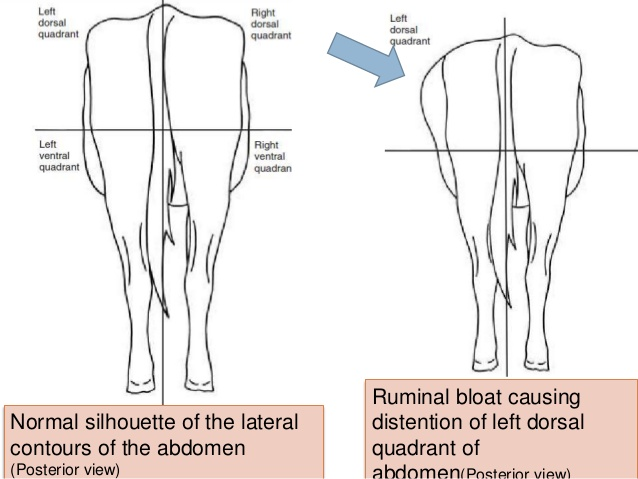 Left
dorsal
quadrant
Right
dorsal
quadrant
Left
ventral
quadrant
Right
ventral
quadran
Normal silhouette of the lateral
contours of the abdomen
(Posterior view)
Left
dorsal
quadrant
Ruminal bloat causing
distention of left dorsal
quadrant of
abdomen(Posterior view)